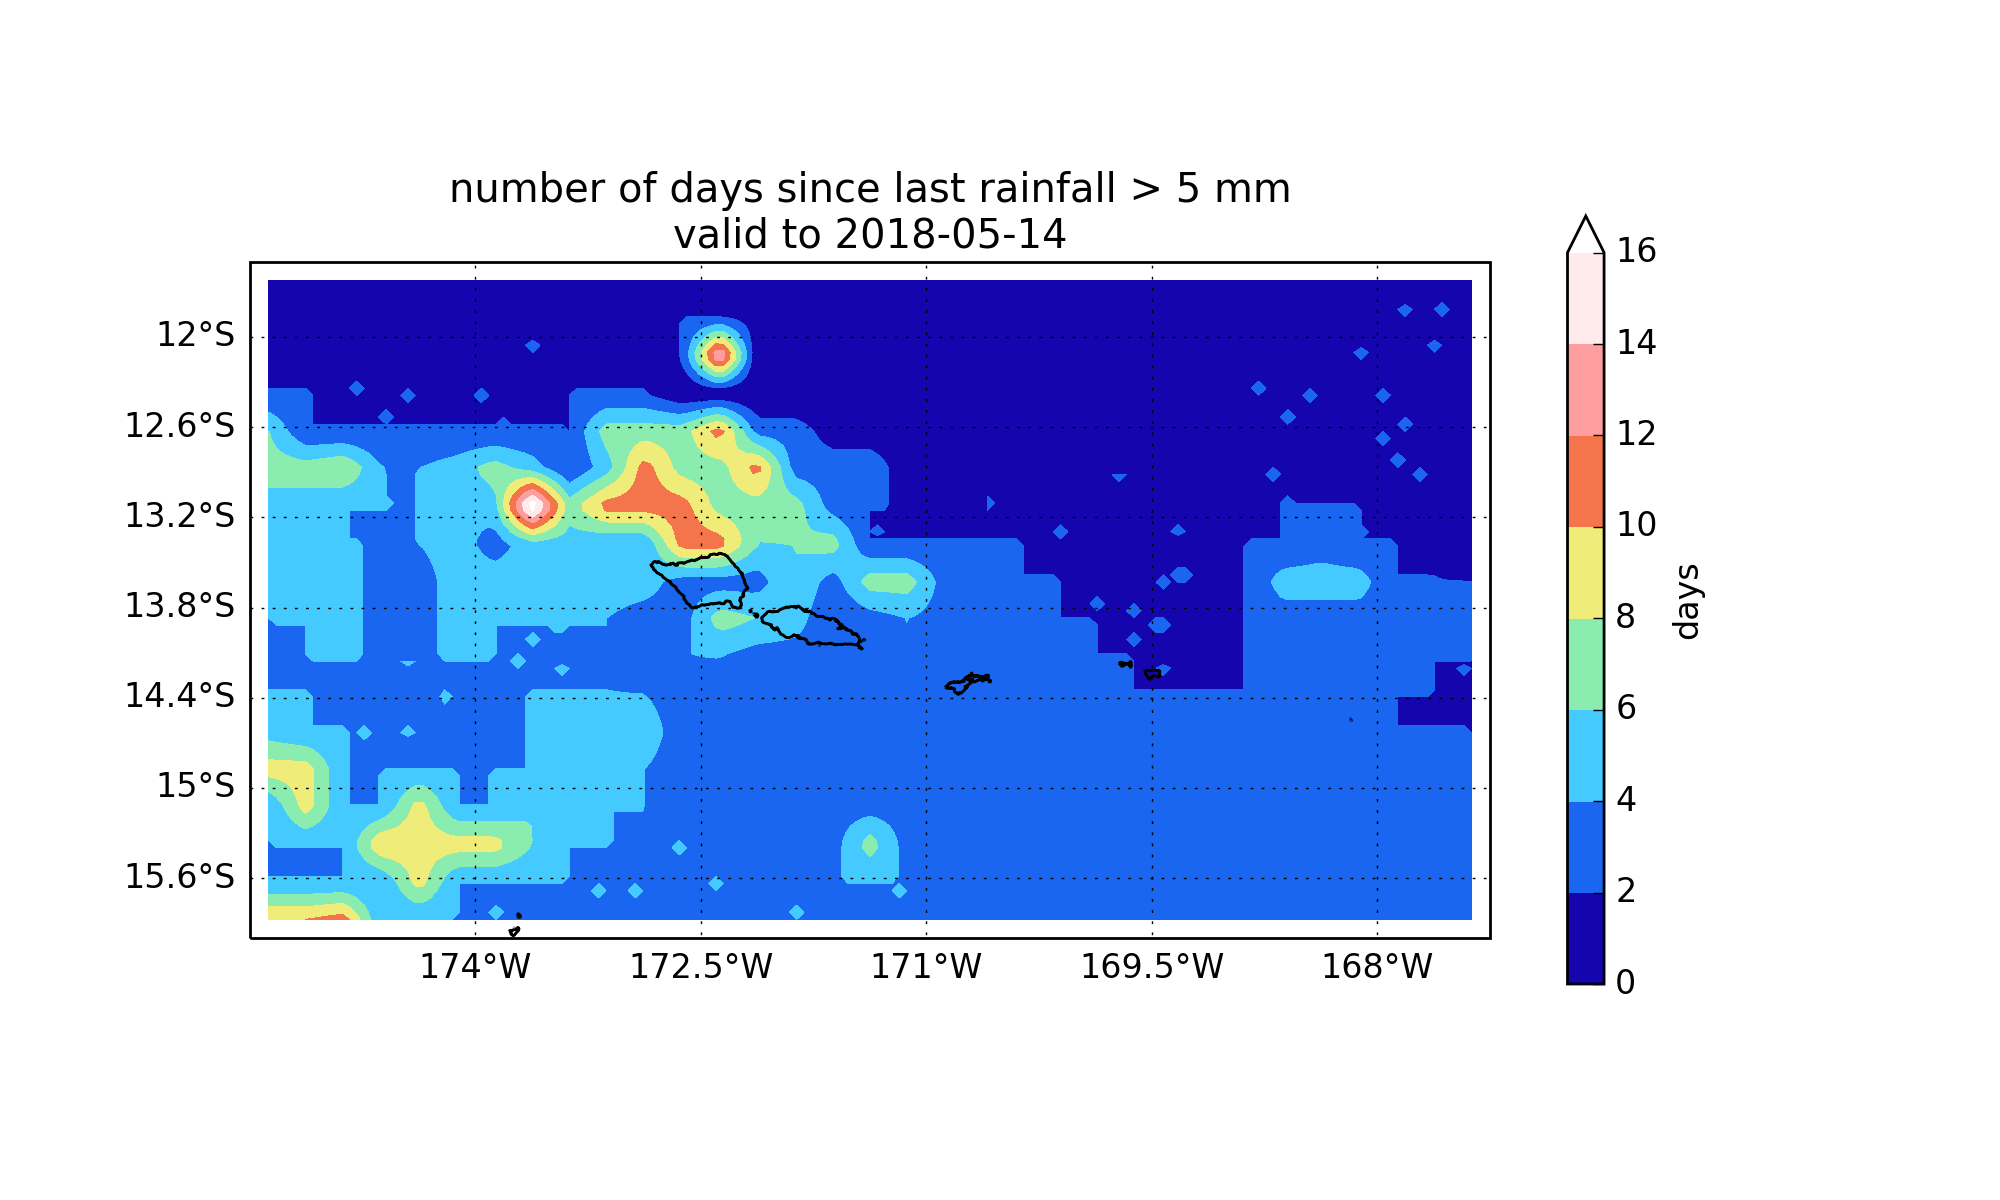 number of days since last rainfall > 5 mm
valid to 2018-05-14
12°S
12.6°S
13.2°S
13.8°S
14.4°S
15°S
15.6°S
174°W
172.5°W
171°W
169.5°W
168°W
16
14
12
10
8
6
4
2
0
days